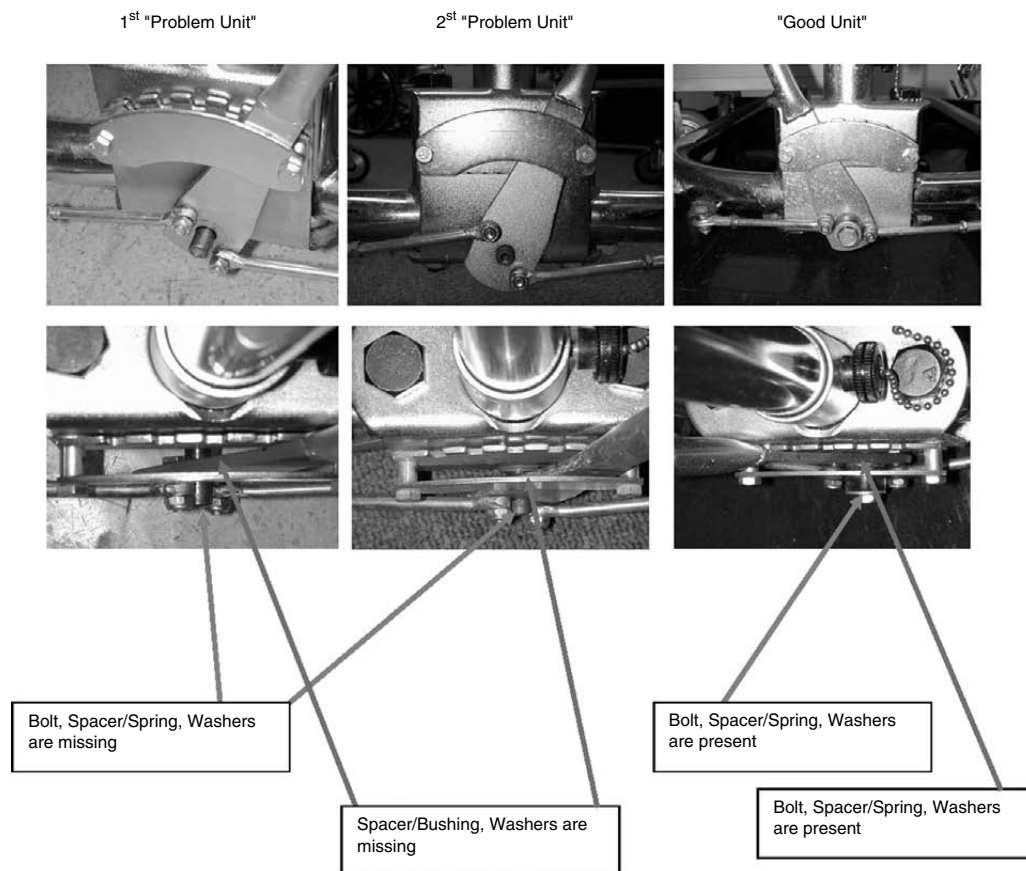 1st "Problem Unit"
2st "Problem Unit"
"Good Unit"
Bolt, Spacer/Spring, Washers
are missing
Bolt, Spacer/Spring, Washers
are present
Spacer/Bushing, Washers are
missing
Bolt, Spacer/Spring, Washers
are present